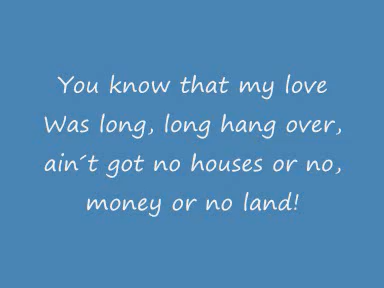 You know that my love
Was long, long hang over,
ain´t got no houses or no,
money or no land!